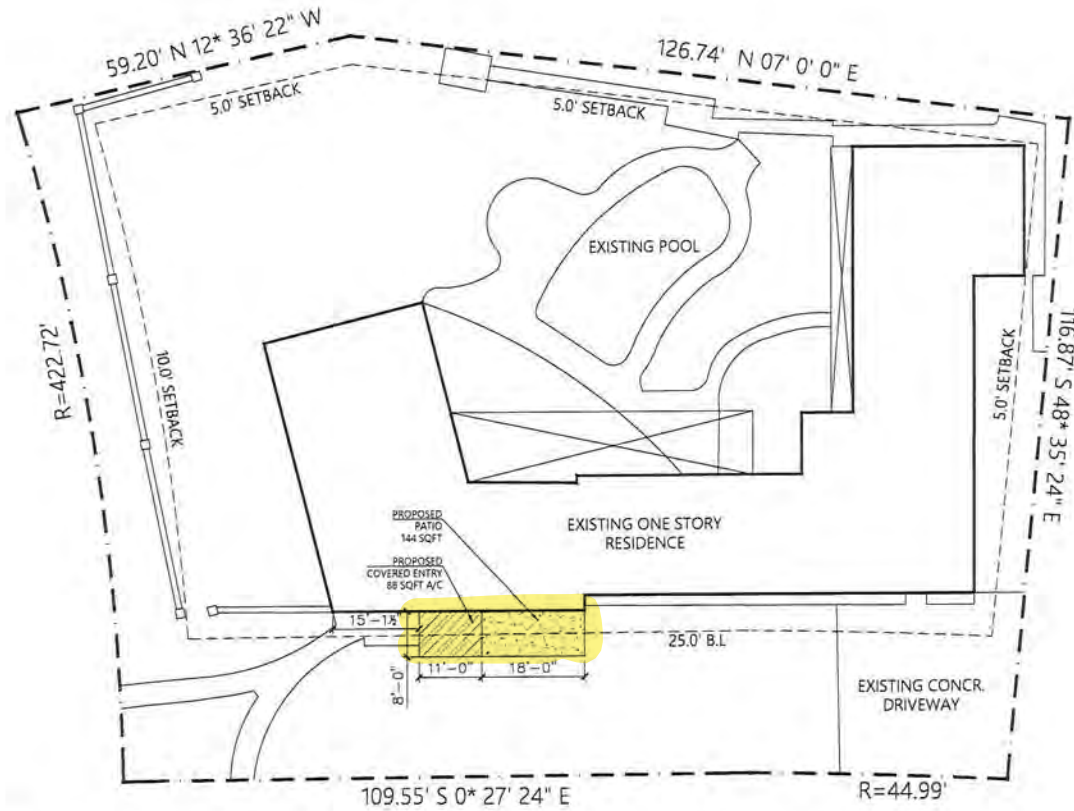 59.20' N 12* 36' 22" W
126.74' N 07' 0' 0" E
5.0' SETBACK
5.0' SETBACK
EXISTING POOL
R=422.72'
10.0' SETBACK
116.87' S 48* 35' 24" E
5.0' SETBACK
PROPOSED
PATIO
144 SQFT
EXISTING ONE STORY
RESIDENCE
PROPOSED
COVERED ENTRY
88 SQFT A/C
15'-1½"
25.0' B.L
11'-0"
18'-0"
8'-0"
EXISTING CONCR.
DRIVEWAY
109.55' S 0* 27' 24" E
R=44.99'